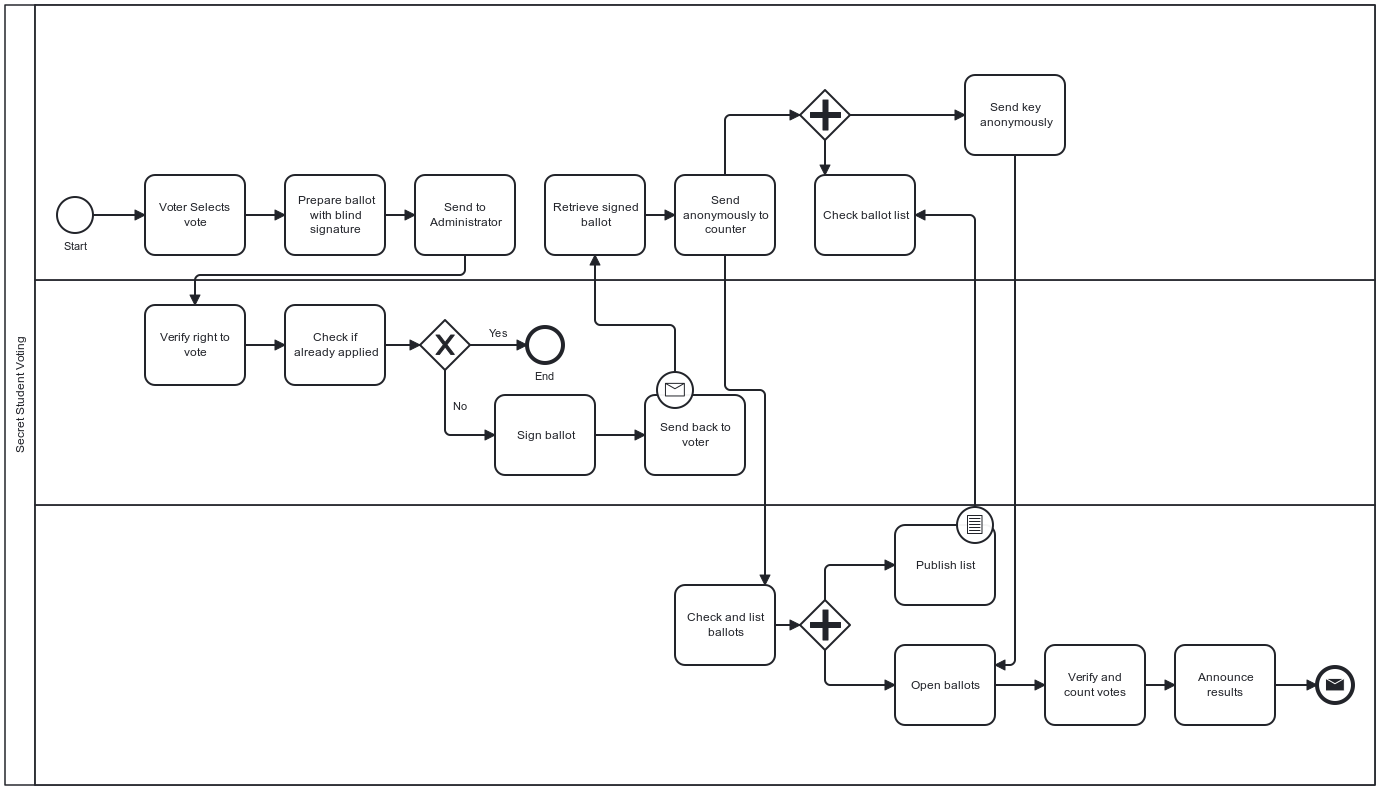 Secret Student Voting
Send key
anonymously
Voter Selects
vote
Prepare ballot
with blind
signature
Send to
Administrator
Retrieve signed
ballot
Send
anonymously to
counter
Check ballot list
Start
Verify right to
vote
Check if
already applied
Yes
End
No
Sign ballot
Send back to
voter
Publish list
Check and list
ballots
Open ballots
Verify and
count votes
Announce
results